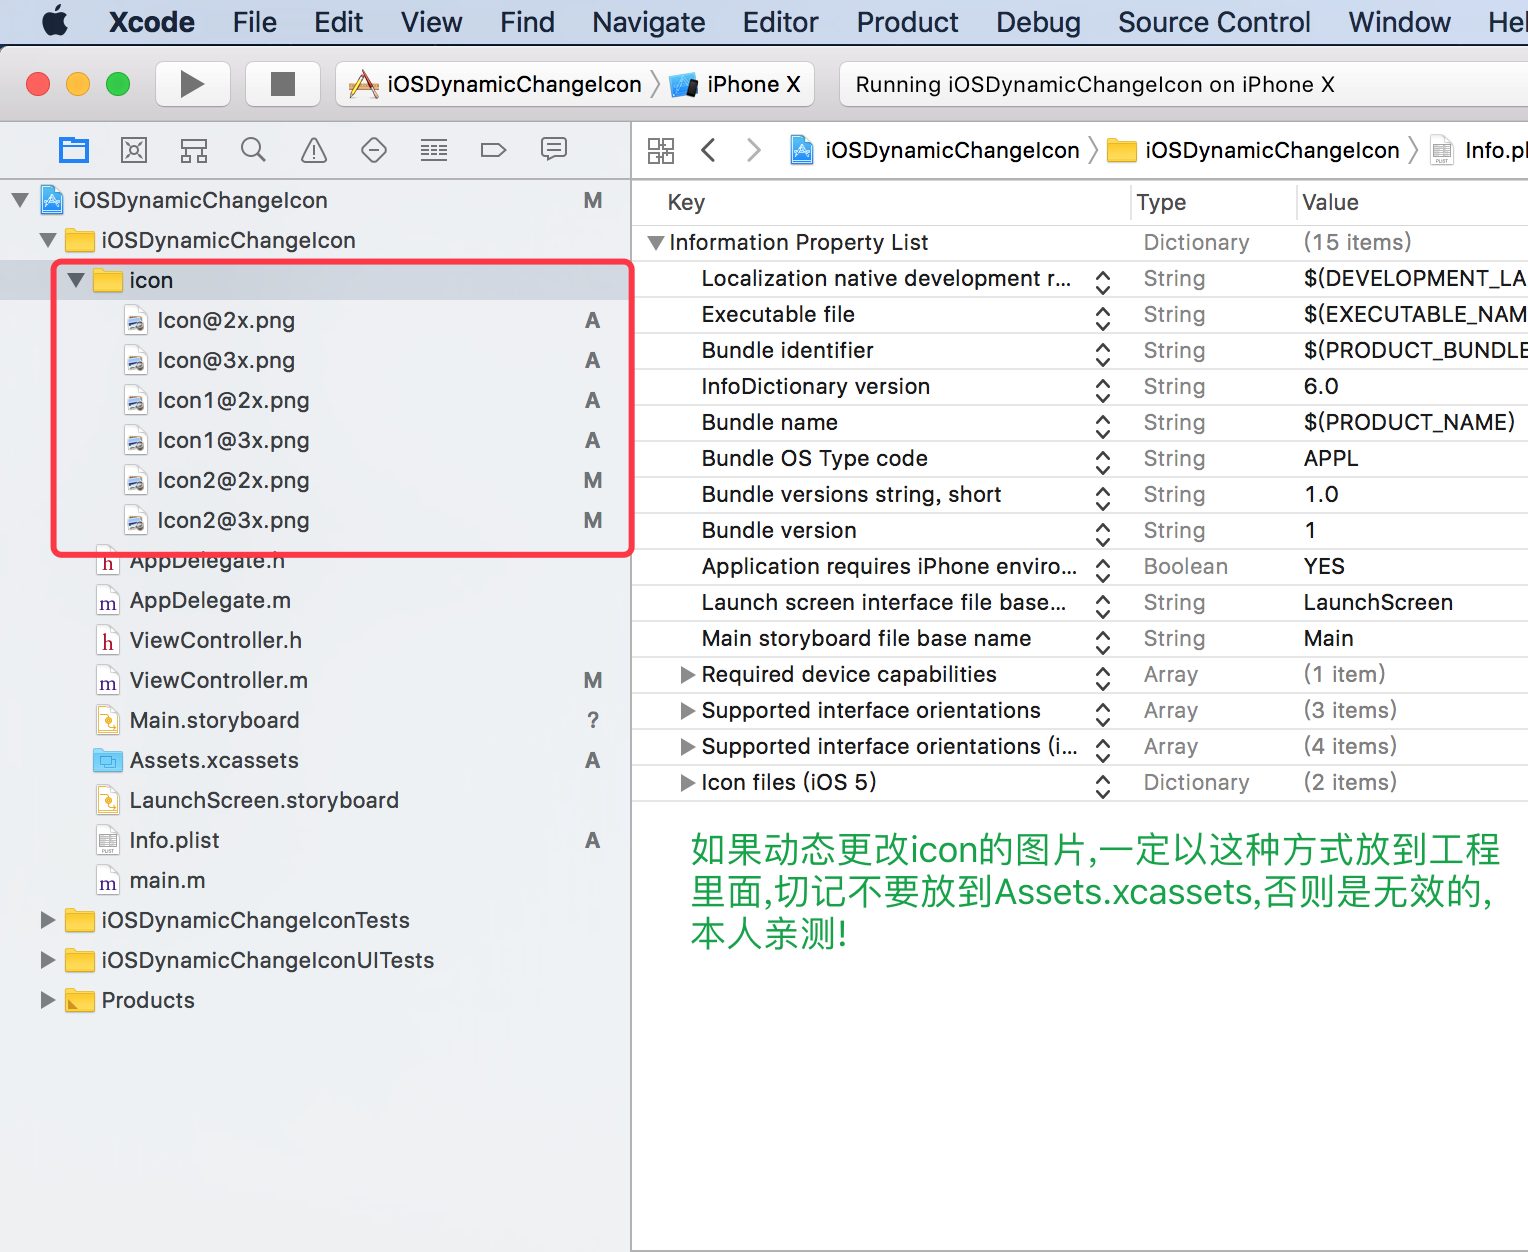 Xcode File Edit View Find Navigate Editor Product Debug Source Control Window Hel
iOSDynamicChangeIcon iPhone X Running iOSDynamicChangeIcon on iPhone X
iOSDynamicChangeIcon iOSDynamicChangeIcon Info.pl
iOSDynamicChangeIcon M
iOSDynamicChangeIcon
icon
Icon@2x.png A
Icon@3x.png A
Icon1@2x.png A
Icon1@3x.png A
Icon2@2x.png M
Icon2@3x.png M
h AppDelegate.h
m AppDelegate.m
h ViewController.h
m ViewController.m M
Main.storyboard ?
Assets.xcassets A
LaunchScreen.storyboard
PLIST Info.plist A
m main.m
iOSDynamicChangeIconTests
iOSDynamicChangeIconUITests
Products
Key Type Value
Information Property List Dictionary (15 items)
Localization native development r... String $(DEVELOPMENT_LA
Executable file String $(EXECUTABLE_NAM
Bundle identifier String $(PRODUCT_BUNDLE
InfoDictionary version String 6.0
Bundle name String $(PRODUCT_NAME)
Bundle OS Type code String APPL
Bundle versions string, short String 1.0
Bundle version String 1
Application requires iPhone enviro... Boolean YES
Launch screen interface file base... String LaunchScreen
Main storyboard file base name String Main
Required device capabilities Array (1 item)
Supported interface orientations Array (3 items)
Supported interface orientations (i... Array (4 items)
Icon files (iOS 5) Dictionary (2 items)
如果动态更改icon的图片,一定以这种方式放到工程
里面,切记不要放到Assets.xcassets,否则是无效的,
本人亲测!